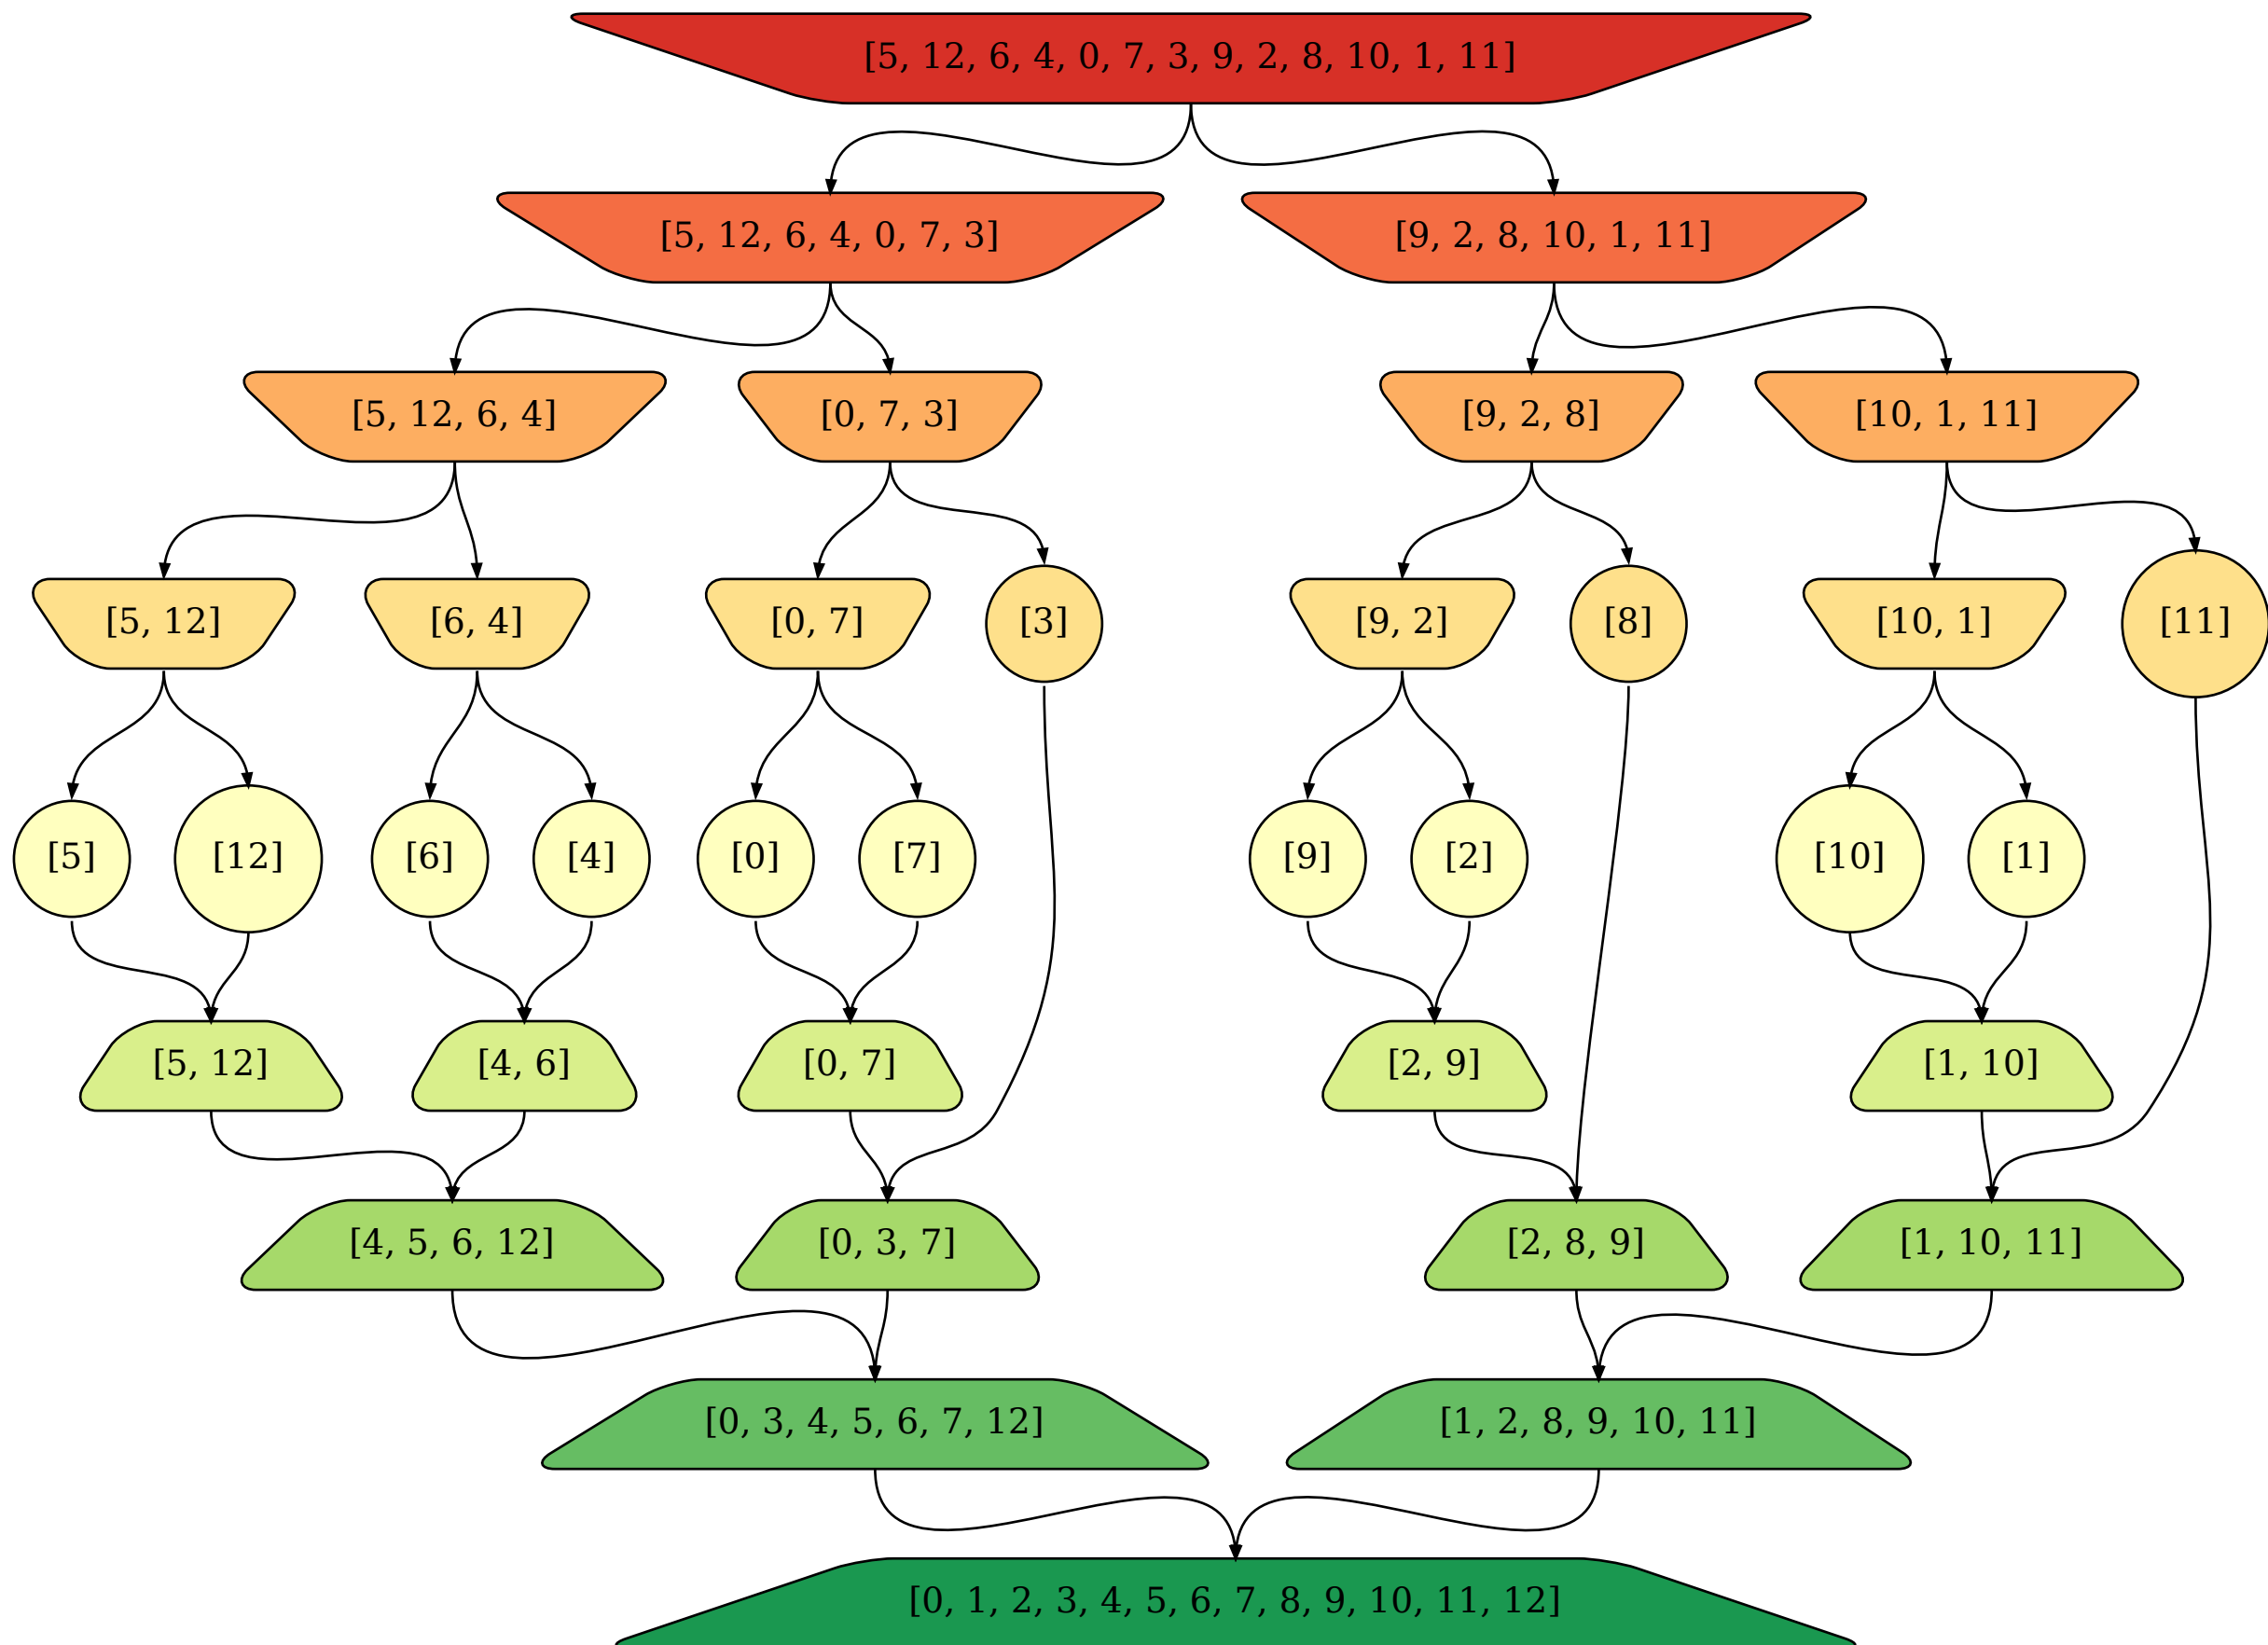 [5, 12, 6, 4, 0, 7, 3, 9, 2, 8, 10, 1, 11]
[5, 12, 6, 4, 0, 7, 3]
[9, 2, 8, 10, 1, 11]
[5, 12, 6, 4]
[0, 7, 3]
[9, 2, 8]
[10, 1, 11]
[5, 12]
[6, 4]
[0, 7]
[3]
[9, 2]
[8]
[10, 1]
[11]
[5]
[12]
[6]
[4]
[0]
[7]
[9]
[2]
[10]
[1]
[5, 12]
[4, 6]
[0, 7]
[2, 9]
[1, 10]
[4, 5, 6, 12]
[0, 3, 7]
[2, 8, 9]
[1, 10, 11]
[0, 3, 4, 5, 6, 7, 12]
[1, 2, 8, 9, 10, 11]
[0, 1, 2, 3, 4, 5, 6, 7, 8, 9, 10, 11, 12]